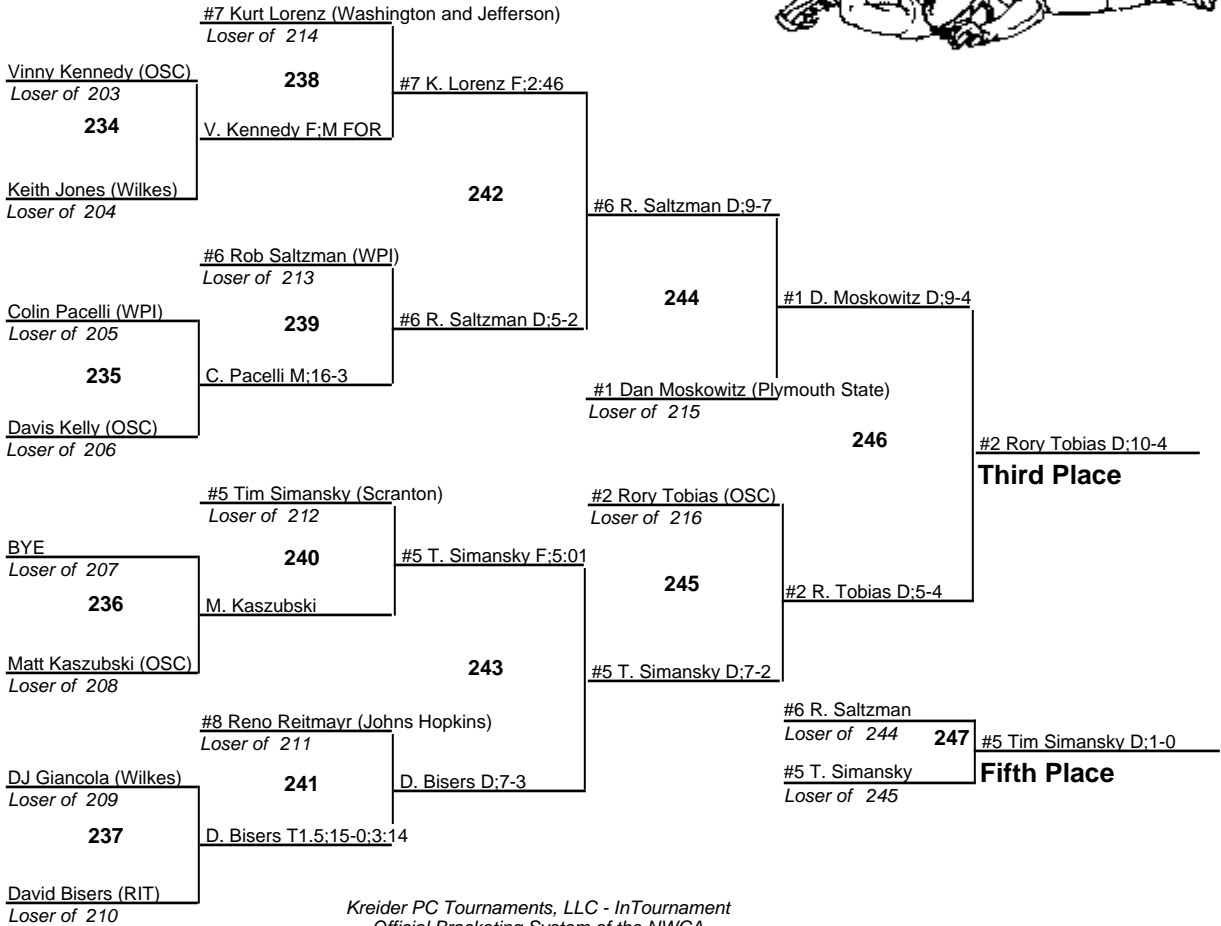 #7 Kurt Lorenz (Washington and Jefferson)
Loser of 214
Vinny Kennedy (OSC)
Loser of 203
238
#7 K. Lorenz F;2:46
234
V. Kennedy F;M FOR
Keith Jones (Wilkes)
Loser of 204
242
#6 R. Saltzman D;9-7
#6 Rob Saltzman (WPI)
Loser of 213
Colin Pacelli (WPI)
Loser of 205
239
#6 R. Saltzman D;5-2
244
#1 D. Moskowitz D;9-4
235
C. Pacelli M;16-3
#1 Dan Moskowitz (Plymouth State)
Loser of 215
Davis Kelly (OSC)
Loser of 206
246
#2 Rory Tobias D;10-4
Third Place
#5 Tim Simansky (Scranton)
Loser of 212
#2 Rory Tobias (OSC)
Loser of 216
BYE
Loser of 207
240
#5 T. Simansky F;5:01
245
#2 R. Tobias D;5-4
236
M. Kaszubski
Matt Kaszubski (OSC)
Loser of 208
243
#5 T. Simansky D;7-2
#8 Reno Reitmayr (Johns Hopkins)
Loser of 211
#6 R. Saltzman
Loser of 244
247
#5 Tim Simansky D;1-0
Fifth Place
#5 T. Simansky
Loser of 245
DJ Giancola (Wilkes)
Loser of 209
241
D. Bisers D;7-3
237
D. Bisers T1.5;15-0;3:14
David Bisers (RIT)
Loser of 210
Kreider PC Tournaments, LLC - InTournament
Official Bracketing System of the NWCA